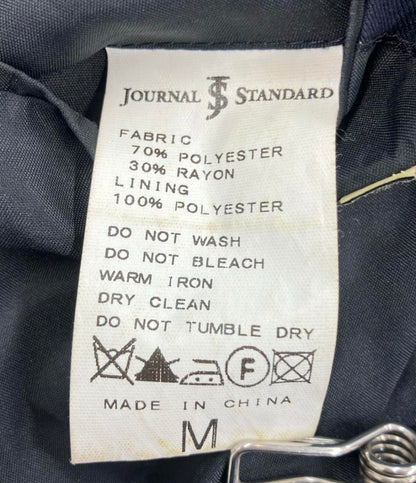 JOURNAL JS STANDARD
FABRIC
70% POLYESTER
30% RAYON
LINING
100% POLYESTER
DO NOT WASH
DO NOT BLEACH
WARM IRON
DRY CLEAN
DO NOT TUMBLE DRY
F
MADE IN CHINA
M